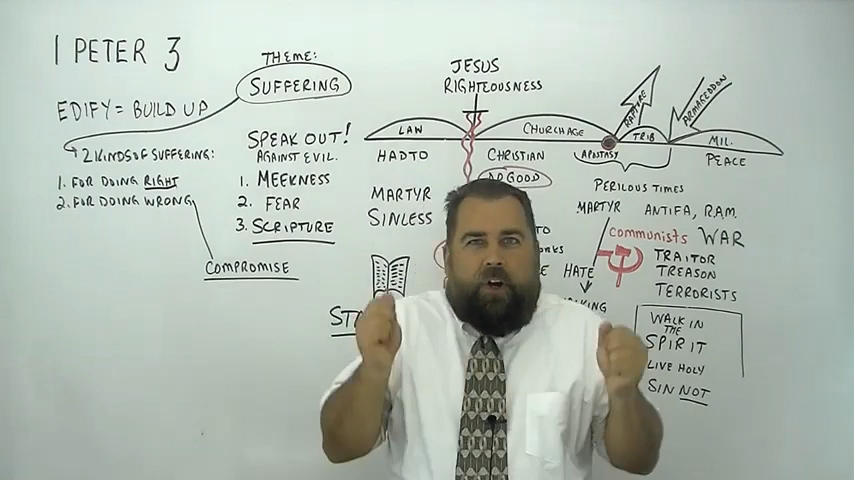 1 PETER 3
THEME:
SUFFERING
EDIFY = BUILD UP
2 KINDS OF SUFFERING:
1. FOR DOING RIGHT
2. FOR DOING WRONG
COMPROMISE
SPEAK OUT!
AGAINST EVIL.
1. MEEKNESS
2. FEAR
3. SCRIPTURE
JESUS
RIGHTEOUSNESS
LAW
CHURCHAGE
RAPTURE
TRIB
ARMAGEDDON
MIL.
PEACE
HAD TO
MARTYR
SINLESS
CHRISTIAN
DO GOOD
APOSTASY
PERILOUS TIMES
MARTYR
ANTIFA, R.A.M.
communists
WAR
HATE
TRAITOR
TREASON
TERRORISTS
WALK IN
THE
SPIRIT
LIVE HOLY
SIN NOT